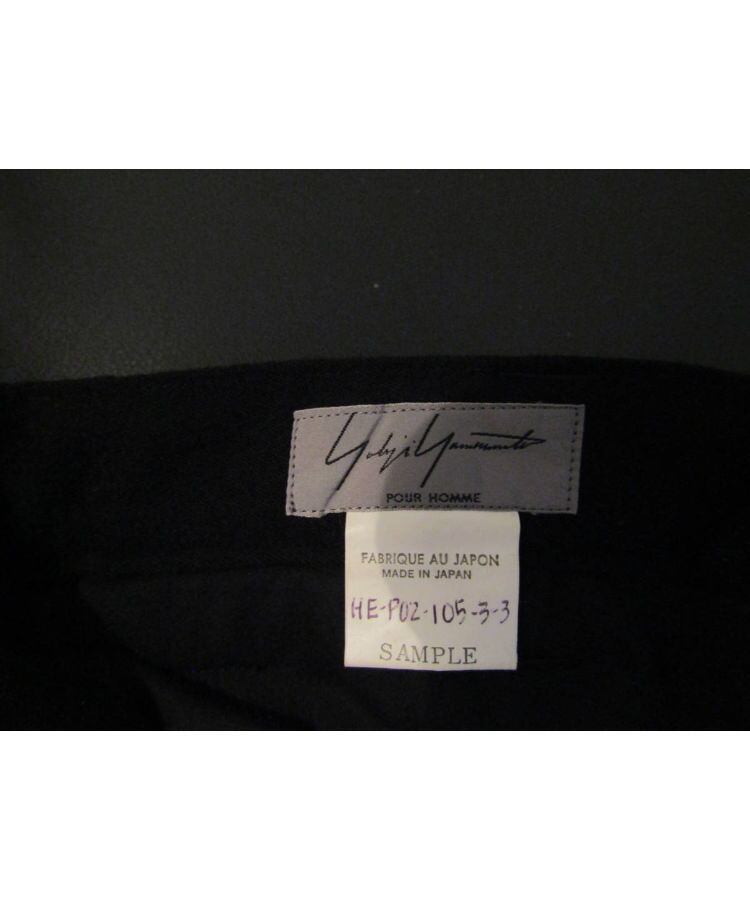 Yohji Yamamoto
POUR HOMME
FABRIQUE AU JAPON
MADE IN JAPAN
HE-P02-105-3-3
SAMPLE